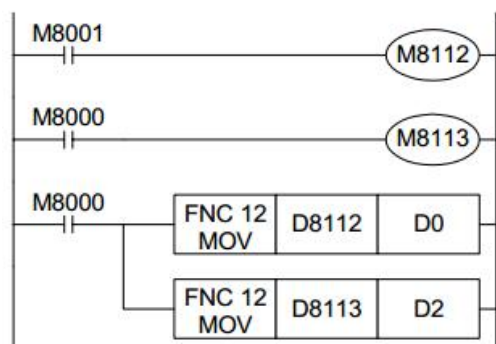 M8001
M8112
M8000
M8113
M8000
FNC 12 MOV D8112 D0
FNC 12 MOV D8113 D2